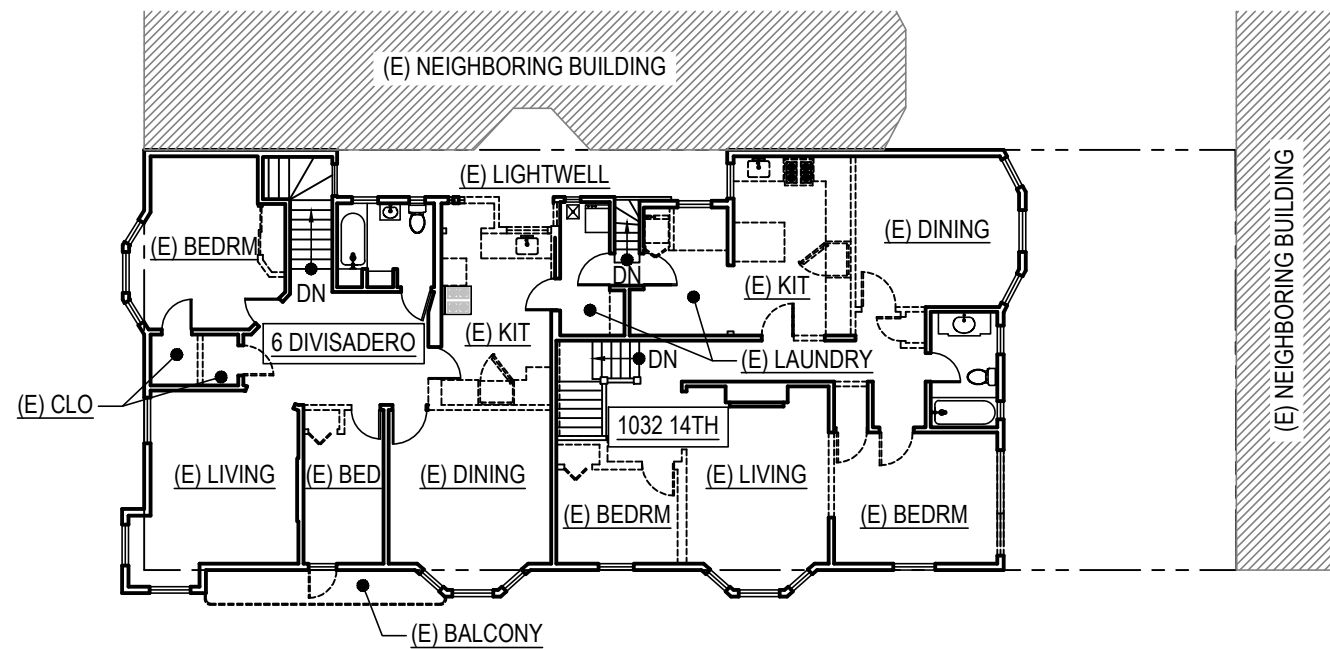 (E) NEIGHBORING BUILDING
(E) NEIGHBORING BUILDING
(E) LIGHTWELL
(E) BEDRM
(E) DINING
DN
DN
(E) KIT
6 DIVISADERO
(E) KIT
DN
(E) LAUNDRY
(E) CLO
1032 14TH
(E) LIVING
(E) BED
(E) DINING
(E) LIVING
(E) BEDRM
(E) BEDRM
(E) BALCONY